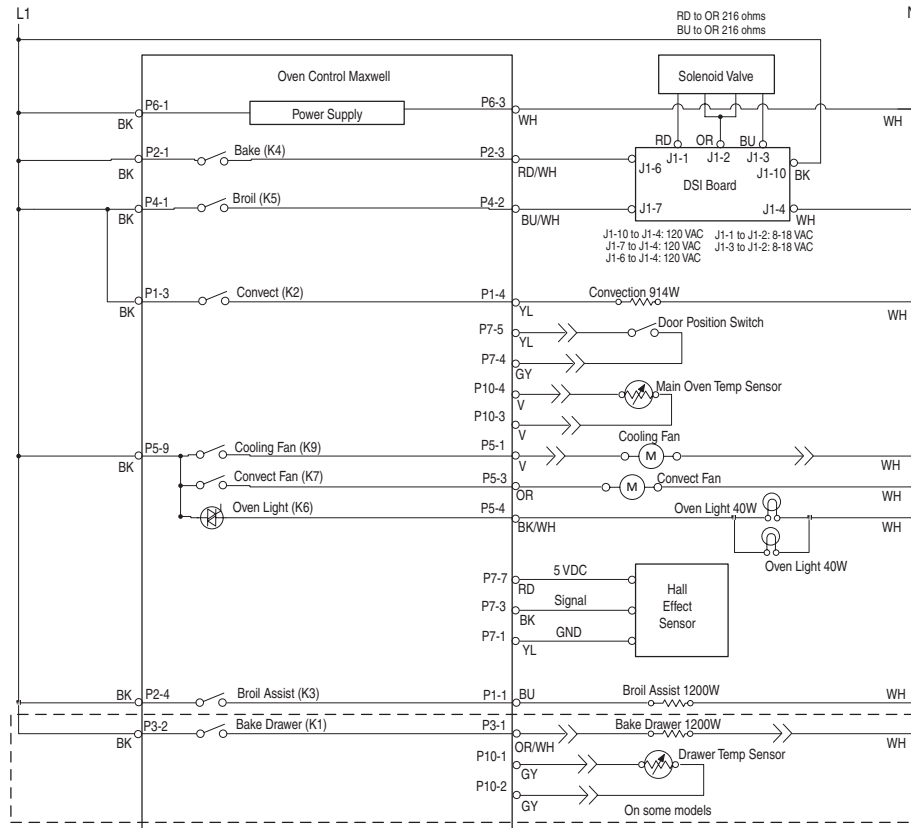 L1
RD to OR 216 ohms
BU to OR 216 ohms
N
Oven Control Maxwell
Solenoid Valve
P6-1
Power Supply
P6-3
BK
WH
WH
RD
OR
BU
P2-1
Bake (K4)
P2-3
J1-6
J1-1
J1-2
J1-3
J1-10
BK
BK
RD/WH
DSI Board
P4-1
Broil (K5)
P4-2
J1-7
J1-4
BK
BU/WH
WH
J1-10 to J1-4: 120 VAC
J1-1 to J1-2: 8-18 VAC
J1-7 to J1-4: 120 VAC
J1-3 to J1-2: 8-18 VAC
J1-6 to J1-4: 120 VAC
P1-3
Convect (K2)
P1-4
Convection 914W
BK
YL
WH
P7-5
Door Position Switch
YL
P7-4
GY
P10-4
Main Oven Temp Sensor
V
P10-3
V
P5-9
Cooling Fan (K9)
P5-1
Cooling Fan
M
BK
V
WH
Convect Fan (K7)
P5-3
M
Convect Fan
OR
WH
Oven Light (K6)
P5-4
Oven Light 40W
BK/WH
WH
Oven Light 40W
P7-7
5 VDC
RD
Hall
Effect
Sensor
P7-3
Signal
BK
P7-1
GND
YL
BK
P2-4
Broil Assist (K3)
P1-1
BU
Broil Assist 1200W
WH
P3-2
Bake Drawer (K1)
P3-1
Bake Drawer 1200W
BK
OR/WH
WH
P10-1
Drawer Temp Sensor
GY
P10-2
GY
On some models